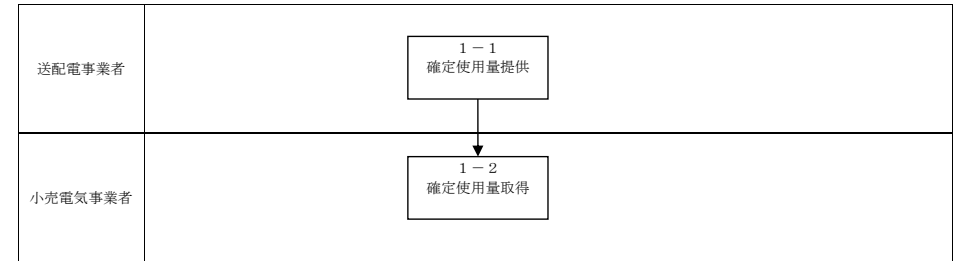 送配電事業者
１－１
確定使用量提供
小売電気事業者
１－２
確定使用量取得